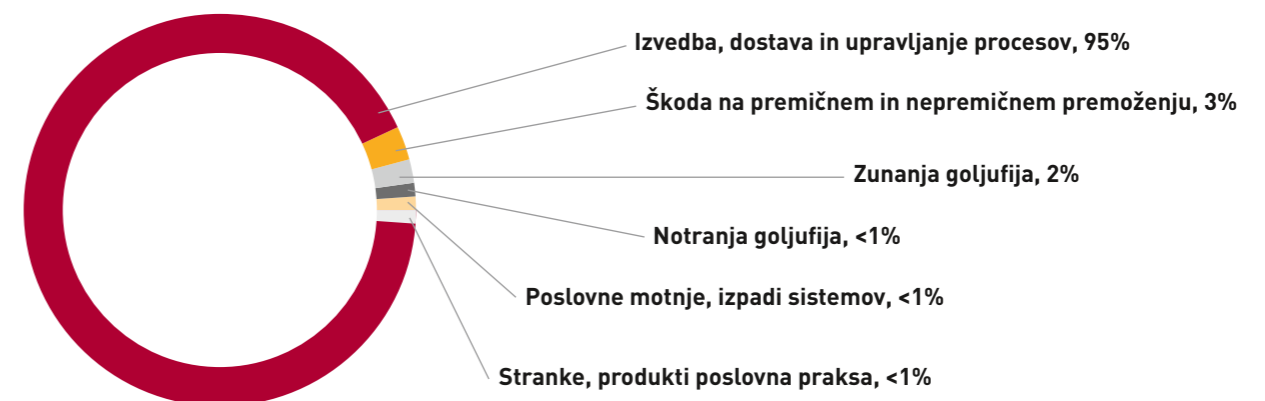 Izvedba, dostava in upravljanje procesov, 95%
Škoda na premičnem in nepremičnem premoženju, 3%
Zunanja goljufija, 2%
Notranja goljufija, <1%
Poslovne motnje, izpadi sistemov, <1%
Stranke, produkti poslovna praksa, <1%